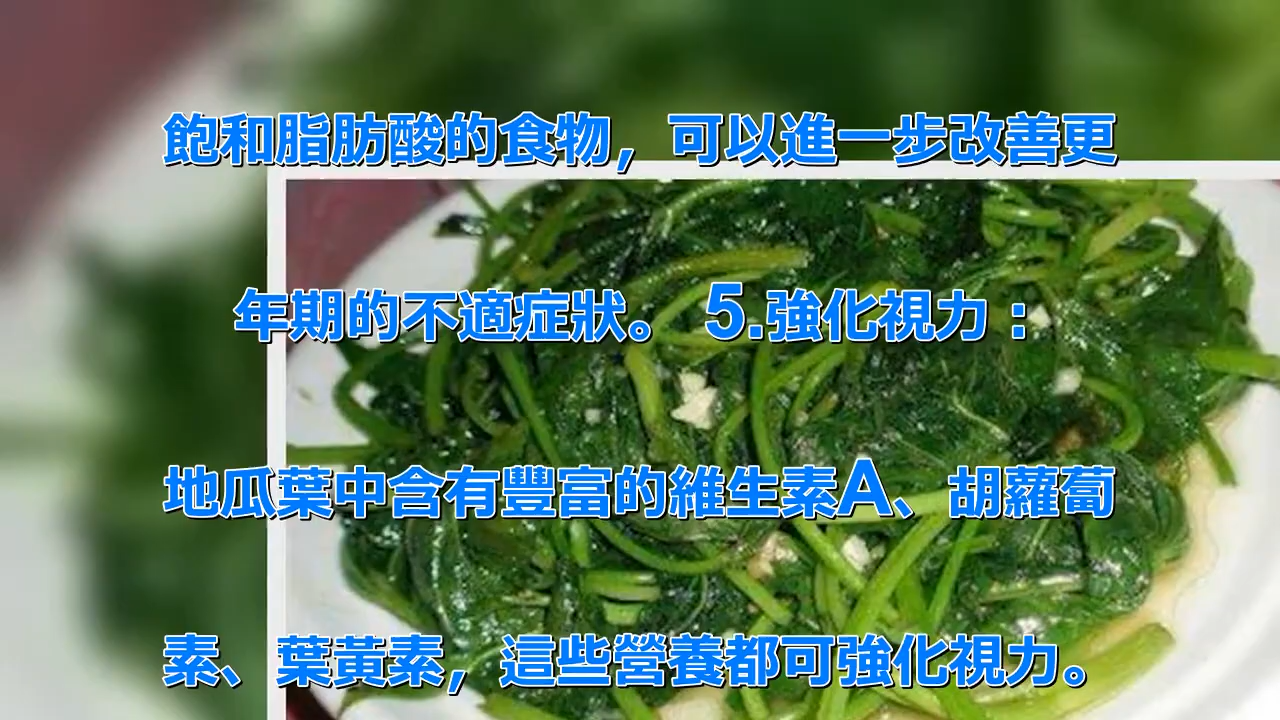 飽和脂肪酸的食物，可以進一步改善更
年期的不適症狀。 5.強化視力：
地瓜葉中含有豐富的維生素A、胡蘿蔔
素、葉黃素，這些營養都可強化視力。